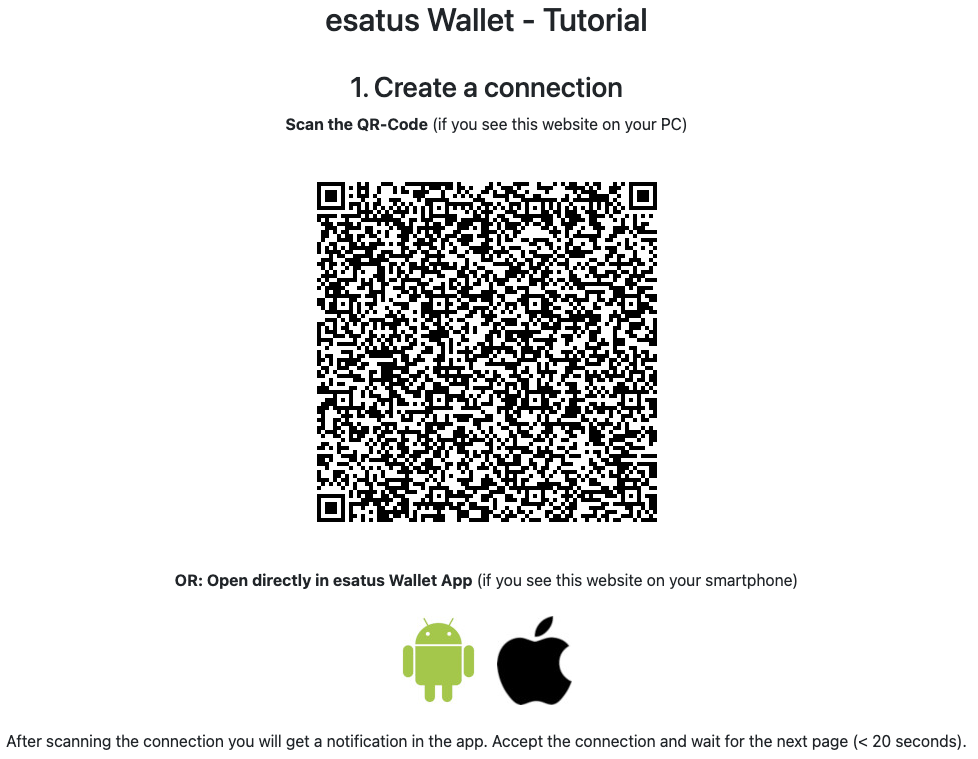 esatus Wallet - Tutorial
1. Create a connection
Scan the QR-Code (if you see this website on your PC)
OR: Open directly in esatus Wallet App (if you see this website on your smartphone)
After scanning the connection you will get a notification in the app. Accept the connection and wait for the next page (< 20 seconds).